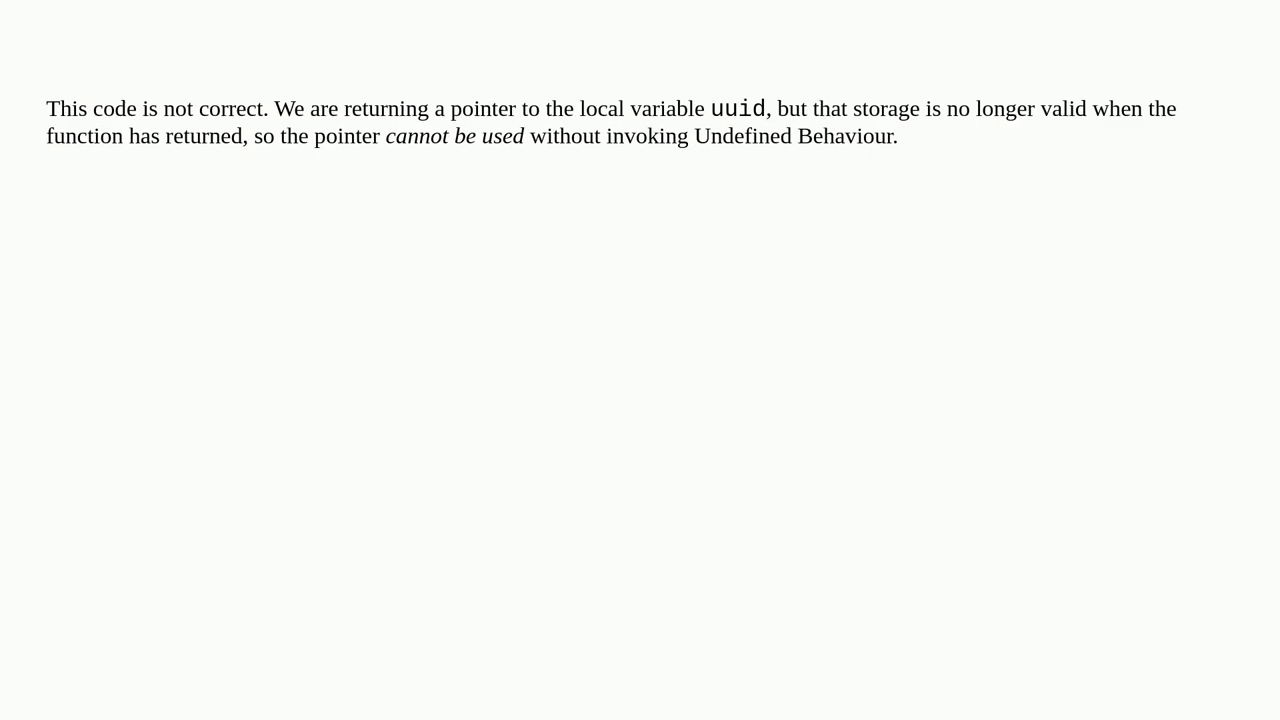 This code is not correct. We are returning a pointer to the local variable uuid, but that storage is no longer valid when the
function has returned, so the pointer cannot be used without invoking Undefined Behaviour.